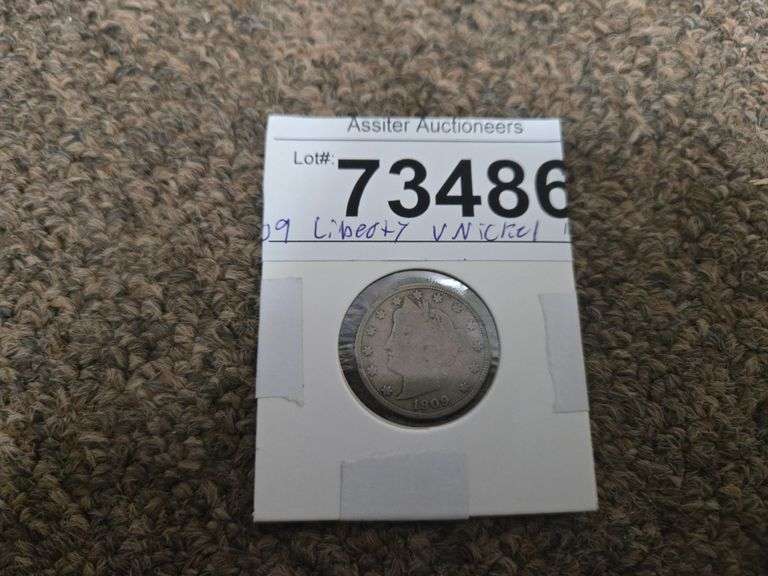 Assiter Auctioneers
Lot#: 73486
09 Liberty V Nickel
1909